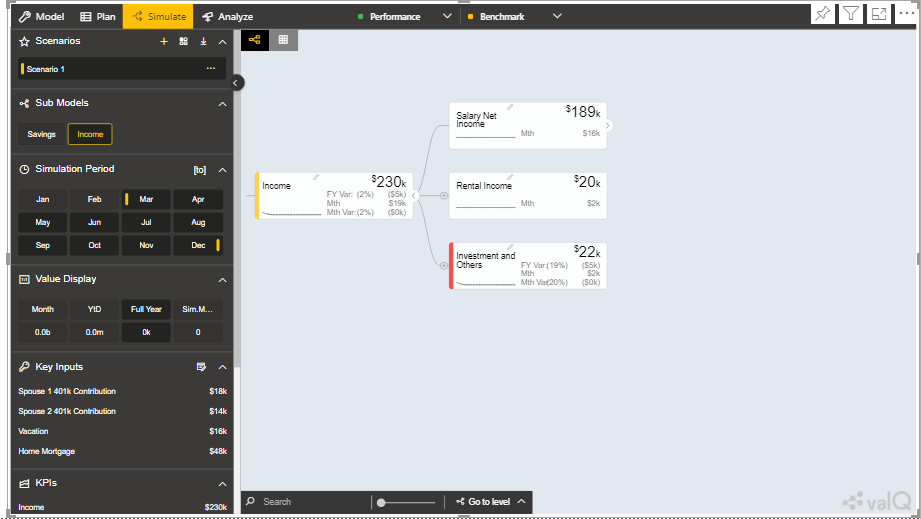 Model Plan Simulate Analyze Performance Benchmark
Scenarios
Scenario 1
Sub Models
Savings Income
Simulation Period [to]
Jan Feb Mar Apr
May Jun Jul Aug
Sep Oct Nov Dec
Value Display
Month YtD Full Year Sim.M...
0.0b 0.0m 0k 0
Key Inputs
Spouse 1 401k Contribution $18k
Spouse 2 401k Contribution $14k
Vacation $16k
Home Mortgage $48k
KPIs
Income $230k
Income $230k
FY Var: (2%) ($5k)
Mth $19k
Mth Var: (2%) ($0k)
Salary Net
Income
$189k
Mth $16k
Rental Income $20k
Mth $2k
Investment and
Others
$22k
FY Var:(19%) ($5k)
Mth $2k
Mth Var:(20%) ($0k)
Search Go to level
valQ